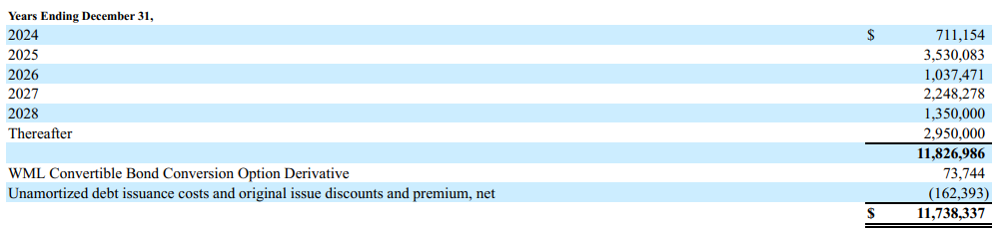 Years Ending December 31,
2024 $ 711,154
2025 3,530,083
2026 1,037,471
2027 2,248,278
2028 1,350,000
Thereafter 2,950,000
11,826,986
WML Convertible Bond Conversion Option Derivative 73,744
Unamortized debt issuance costs and original issue discounts and premium, net (162,393)
$ 11,738,337